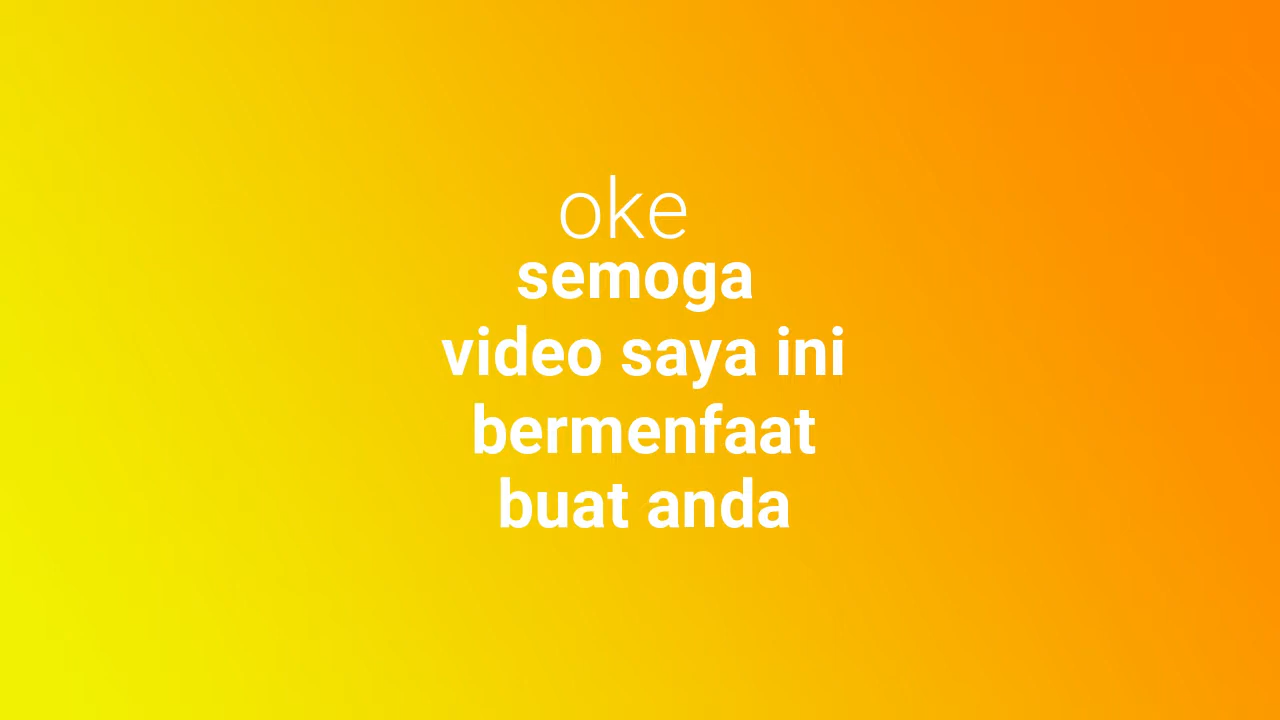 oke
semoga
video saya ini
bermenfaat
buat anda